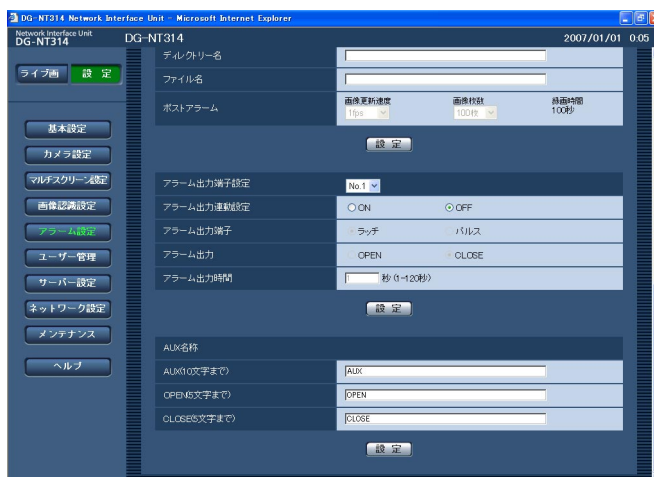 DG-NT314 Network Interface Unit - Microsoft Internet Explorer
Network Interface Unit
DG-NT314
DG-NT314
2007/01/01 0:05
ライブ画
設 定
基本設定
カメラ設定
マルチスクリーン設定
画像認識設定
アラーム設定
ユーザー管理
サーバー設定
ネットワーク設定
メンテナンス
ヘルプ
ディレクトリー名
ファイル名
ポストアラーム
画像更新速度
画像枚数
録画時間
1fps
100枚
100秒
設 定
アラーム出力端子設定
No.1
アラーム出力連動設定
ON
OFF
アラーム出力端子
ラッチ
パルス
アラーム出力
OPEN
CLOSE
アラーム出力時間
秒 (1-120秒)
設 定
AUX名称
AUX(10文字まで)
AUX
OPEN(5文字まで)
OPEN
CLOSE(5文字まで)
CLOSE
設 定